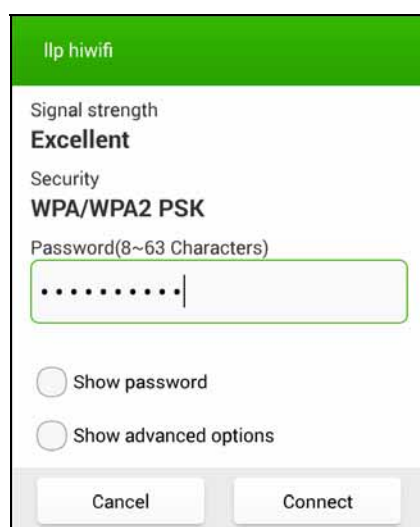 llp hiwifi
Signal strength
Excellent
Security
WPA/WPA2 PSK
Password(8~63 Characters)
••••••••••
Show password
Show advanced options
Cancel
Connect